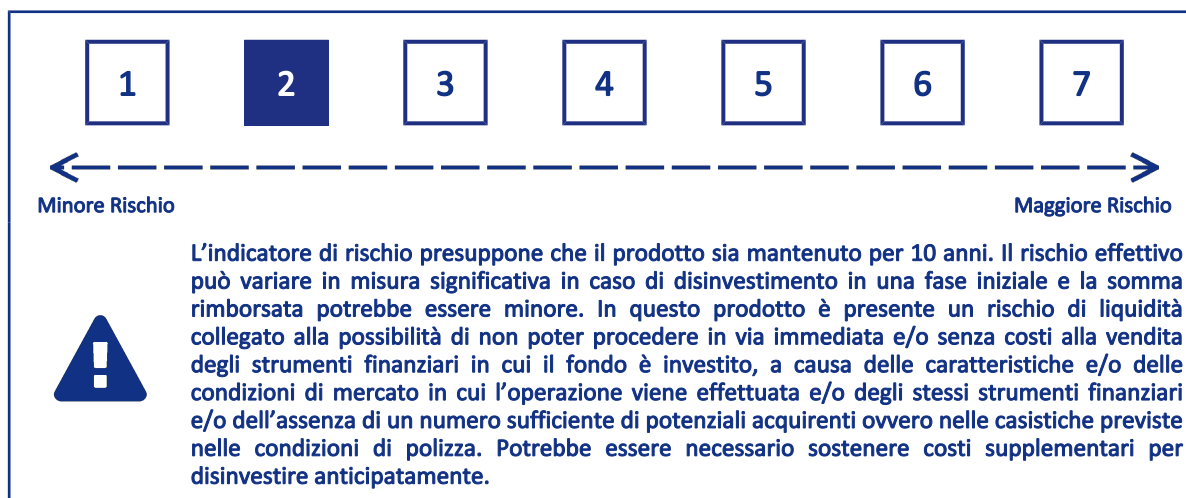 1 2 3 4 5 6 7
Minore Rischio Maggiore Rischio
L'indicatore di rischio presuppone che il prodotto sia mantenuto per 10 anni. Il rischio effettivo
può variare in misura significativa in caso di disinvestimento in una fase iniziale e la somma
rimborsata potrebbe essere minore. In questo prodotto è presente un rischio di liquidità
collegato alla possibilità di non poter procedere in via immediata e/o senza costi alla vendita
degli strumenti finanziari in cui il fondo è investito, a causa delle caratteristiche e/o delle
condizioni di mercato in cui l'operazione viene effettuata e/o degli stessi strumenti finanziari
e/o dell'assenza di un numero sufficiente di potenziali acquirenti ovvero nelle casistiche previste
nelle condizioni di polizza. Potrebbe essere necessario sostenere costi supplementari per
disinvestire anticipatamente.